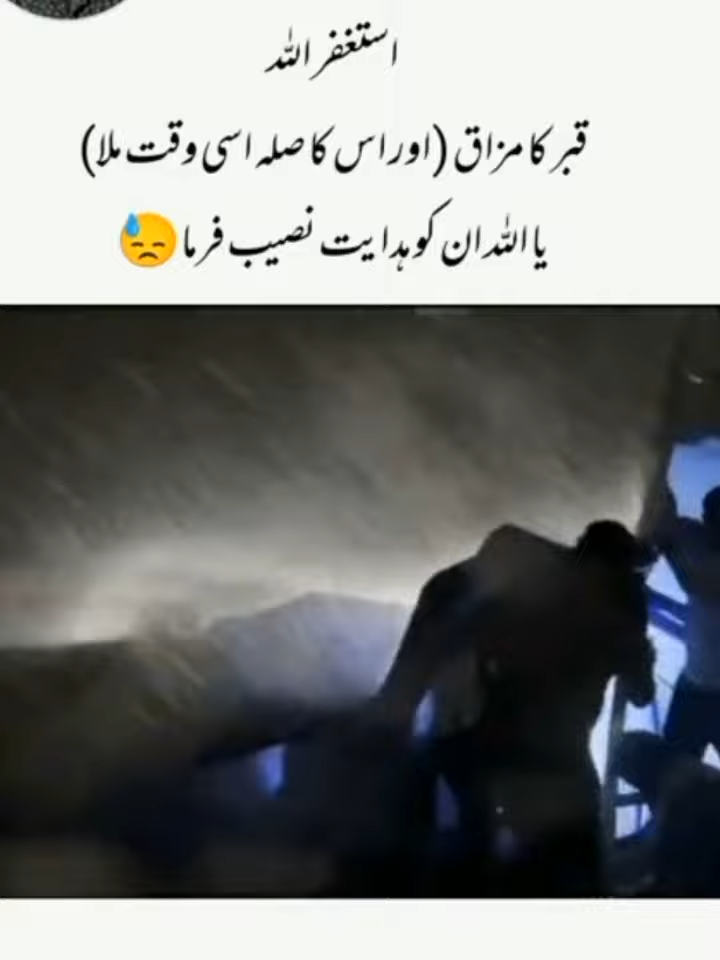 استغفر اللہ
قبر کا مزاق (اور اس کا صلہ اسی وقت ملا)
یا اللہ ان کو ہدایت نصیب فرما 😓